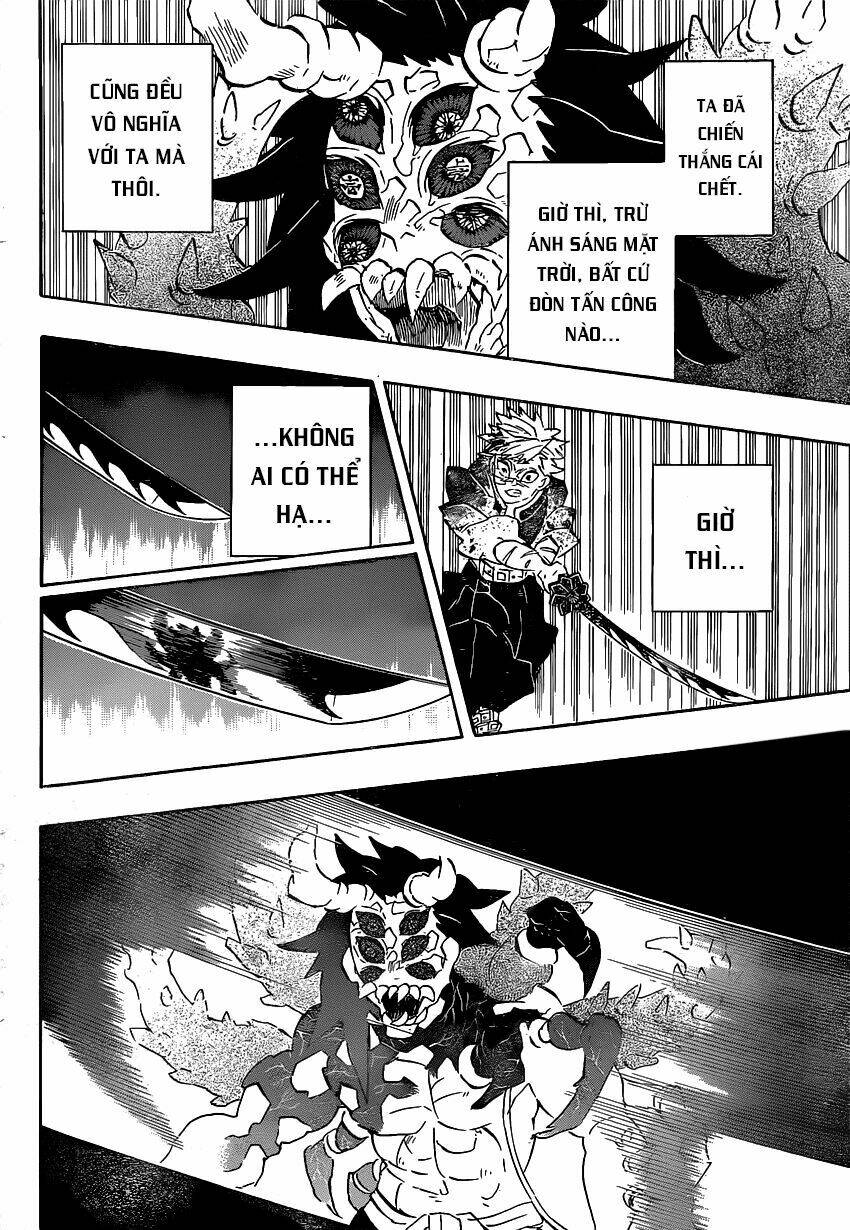 TA ĐÃ
CHIẾN
THẮNG CÁI
CHẾT.
GIỜ THÌ, TRỪ
ÁNH SÁNG MẶT
TRỜI, BẤT CỨ
ĐÒN TẤN CÔNG
NÀO...
CŨNG ĐỀU
VÔ NGHĨA
VỚI TA MÀ
THÔI.
GIỜ
THÌ...
...KHÔNG
AI CÓ THỂ
HẠ...